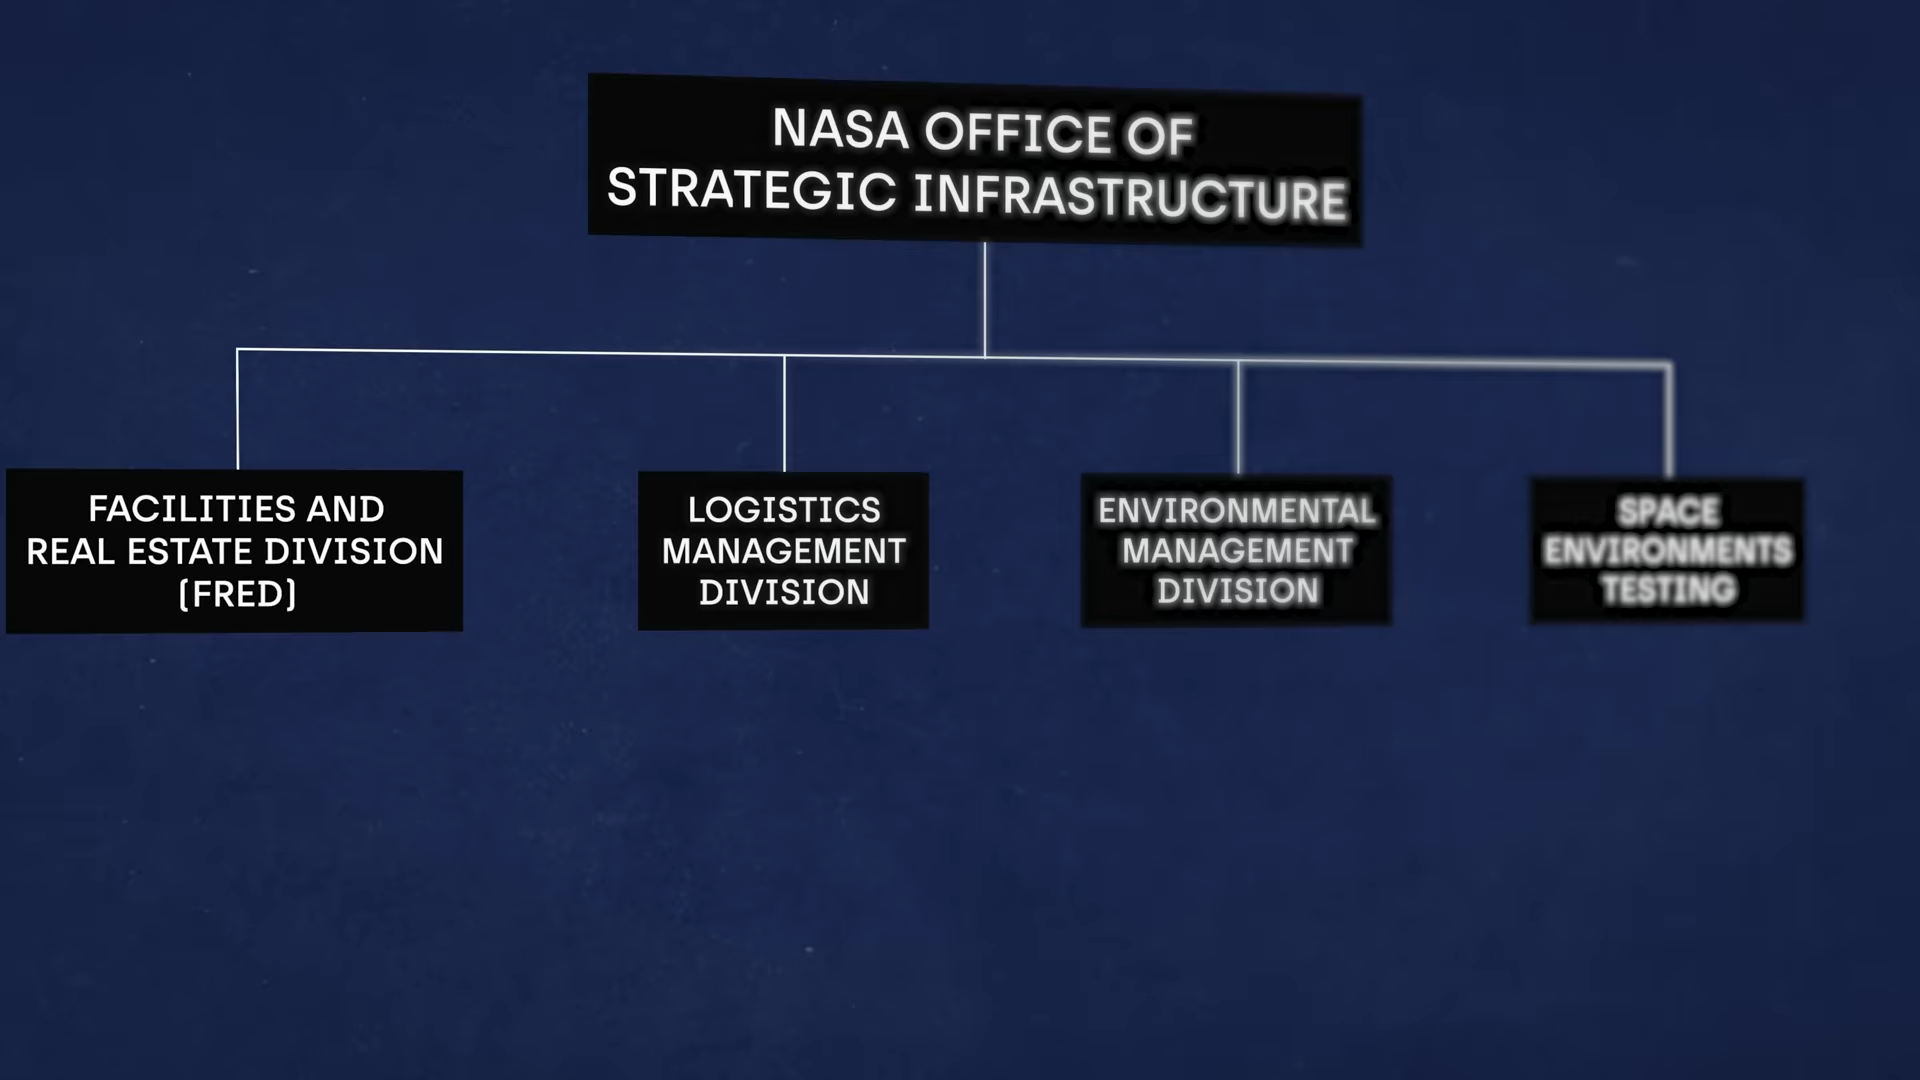 NASA OFFICE OF
STRATEGIC INFRASTRUCTURE
FACILITIES AND
REAL ESTATE DIVISION
(FRED)
LOGISTICS
MANAGEMENT
DIVISION
ENVIRONMENTAL
MANAGEMENT
DIVISION
SPACE
ENVIRONMENTS
TESTING